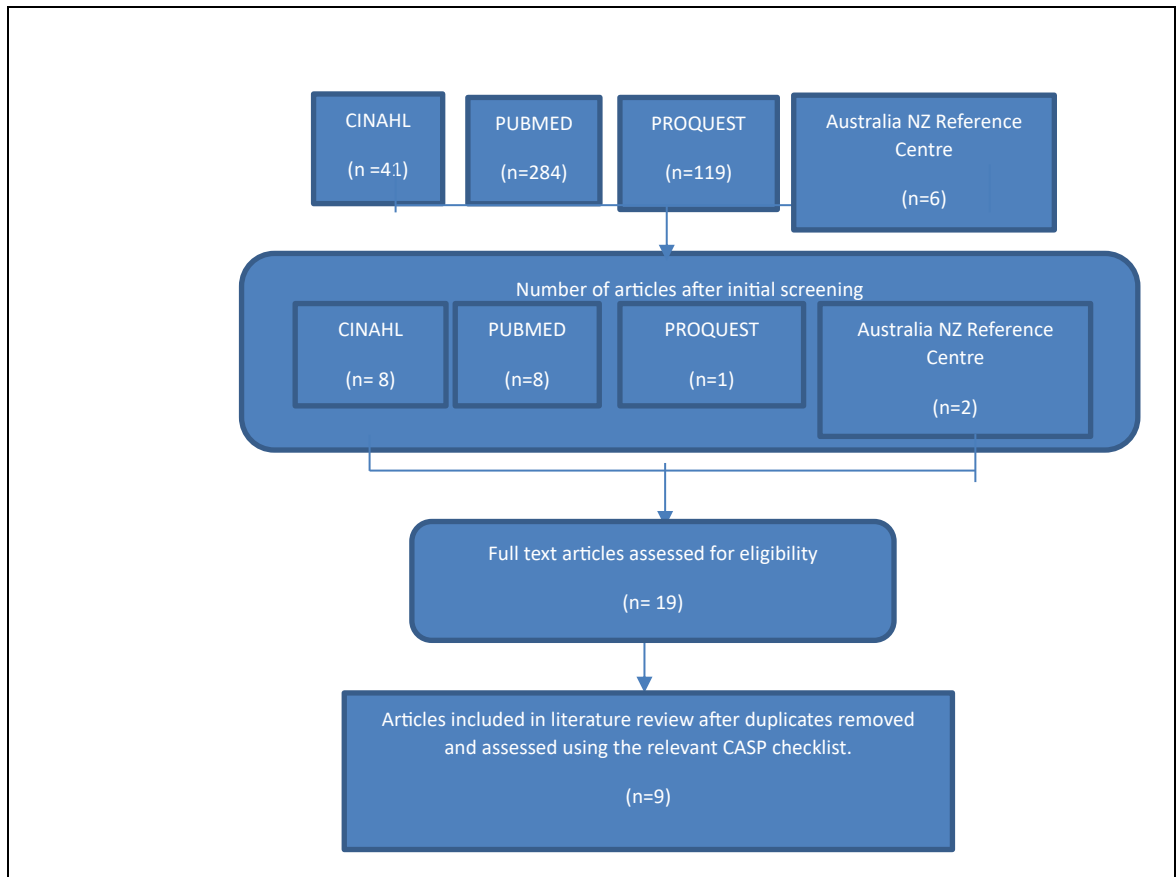 CINAHL
(n =41)
PUBMED
(n=284)
PROQUEST
(n=119)
Australia NZ Reference
Centre
(n=6)
Number of articles after initial screening
CINAHL
(n= 8)
PUBMED
(n=8)
PROQUEST
(n=1)
Australia NZ Reference
Centre
(n=2)
Full text articles assessed for eligibility
(n= 19)
Articles included in literature review after duplicates removed
and assessed using the relevant CASP checklist.
(n=9)